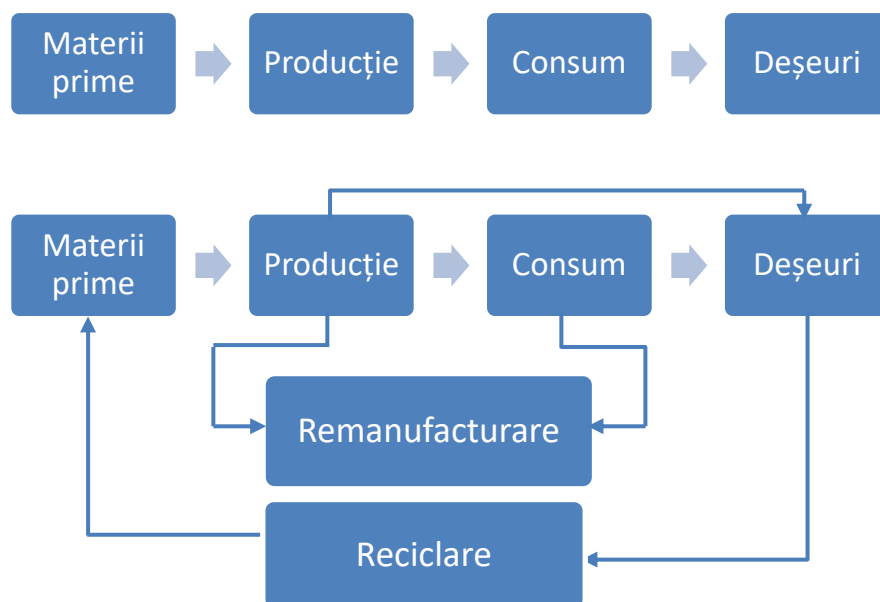 Materii
prime
Producție
Consum
Deșeuri
Materii
prime
Producție
Consum
Deșeuri
Remanufacturare
Reciclare